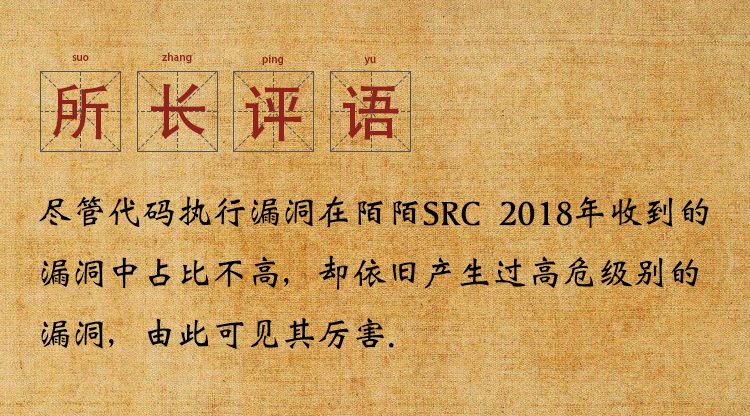 suo zhang ping yu
所长评语
尽管代码执行漏洞在陌陌SRC 2018年收到的
漏洞中占比不高，却依旧产生过高危级别的
漏洞，由此可见其厉害.